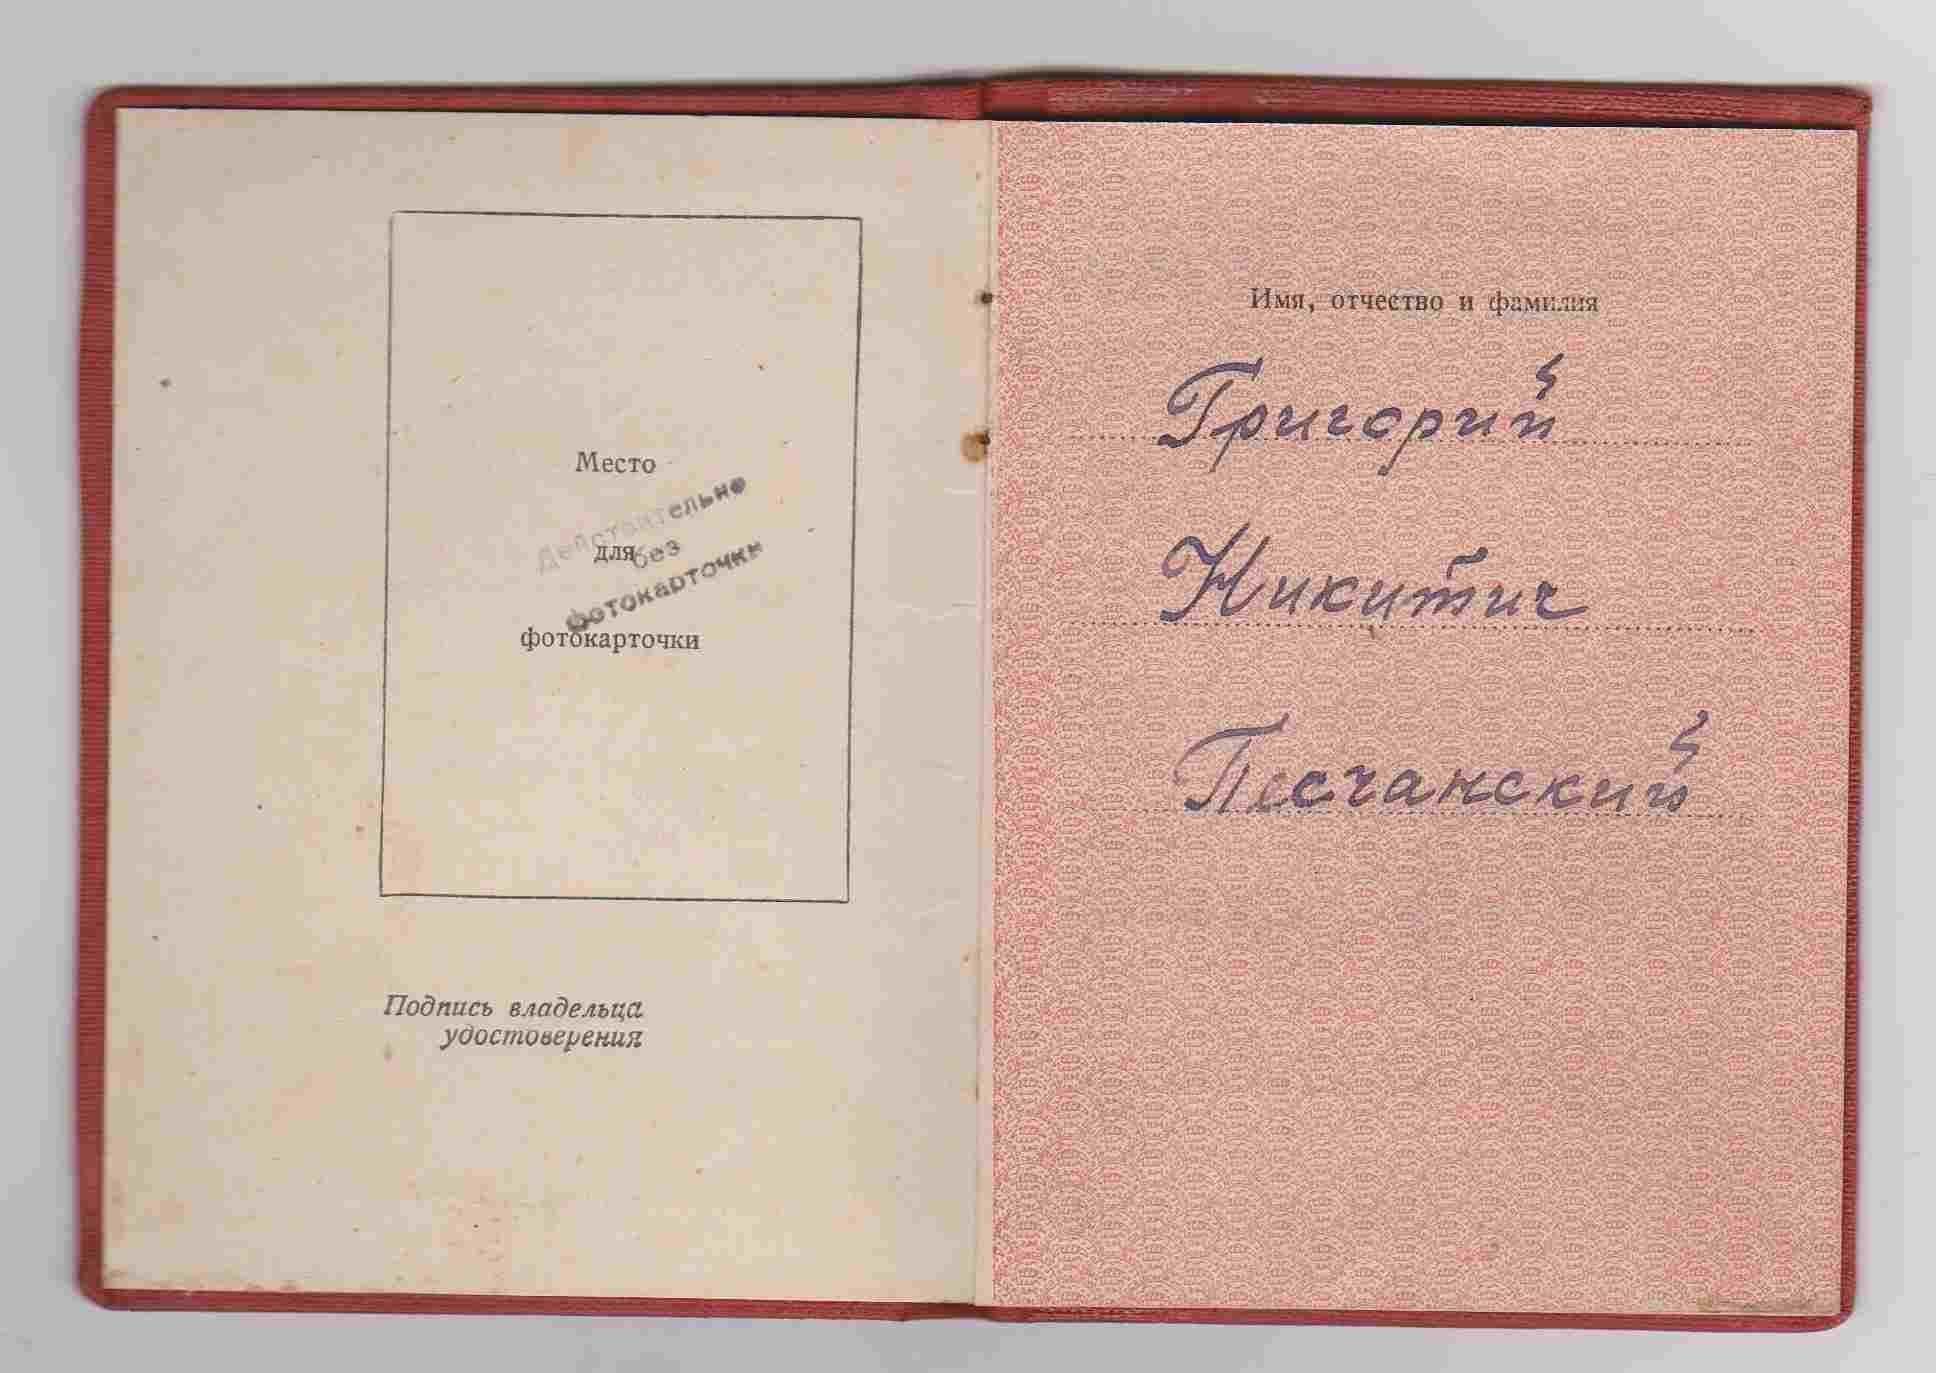 Место
для
фотокарточки
Действительно
без
фотокарточки
Подпись владельца
удостоверения
Имя, отчество и фамилия
Григорий
Никитич
Песчанский